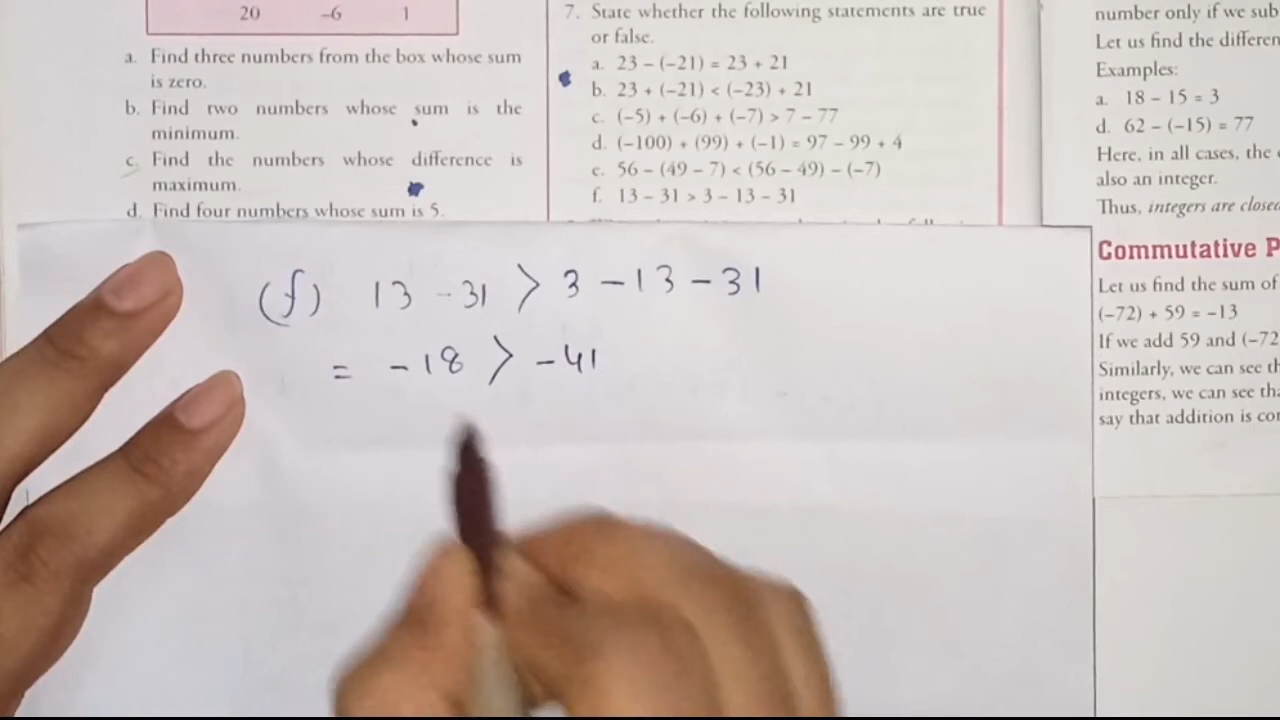 20 -6 1
a. Find three numbers from the box whose sum
is zero.
b. Find two numbers whose sum is the
minimum.
c. Find the numbers whose difference is
maximum.
d. Find four numbers whose sum is 5.
7. State whether the following statements are true
or false.
a. 23 – (–21) = 23 + 21
b. 23 + (–21) < (–23) + 21
c. (–5) + (–6) + (–7) > 7 – 77
d. (–100) + (99) + (–1) = 97 – 99 + 4
e. 56 – (49 – 7) < (56 – 49) – (–7)
f. 13 – 31 > 3 – 13 – 31
number only if we sub
Let us find the differen
Examples:
a. 18 – 15 = 3
d. 62 – (–15) = 77
Here, in all cases, the
also an integer.
Thus, integers are closed
Commutative P
Let us find the sum of
(–72) + 59 = –13
If we add 59 and (–72
Similarly, we can see th
integers, we can see tha
say that addition is co
(f) 13 - 31 > 3 - 13 - 31
= -18 > -41